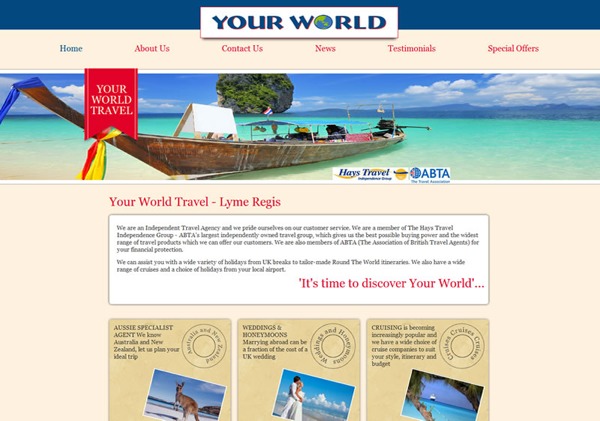 YOUR WORLD
Home About Us Contact Us News Testimonials Special Offers
YOUR
WORLD
TRAVEL
Hays Travel
Independence Group
ABTA
The Travel Association
Your World Travel - Lyme Regis
We are an Independent Travel Agency and we pride ourselves on our customer service. We are a member of The Hays Travel
Independence Group - ABTA's largest independently owned travel group, which gives us the best possible buying power and the widest
range of travel products which we can offer our customers. We are also members of ABTA (The Association of British Travel Agents) for
your financial protection.
We can assist you with a wide variety of holidays from UK breaks to tailor-made Round The World itineraries. We also have a wide
range of cruises and a choice of holidays from your local airport.
'It's time to discover Your World'...
AUSSIE SPECIALIST
AGENT We know
Australia and New
Zealand, let us plan your
ideal trip
Australia and New Zealand
WEDDINGS &
HONEYMOONS
Marrying abroad can be
a fraction of the cost of a
UK wedding
Weddings and Honeymoons
CRUISING is becoming
increasingly popular and
we have a wide choice
of cruise companies to suit
your style, itinerary and
budget
Cruises Cruises Cruises